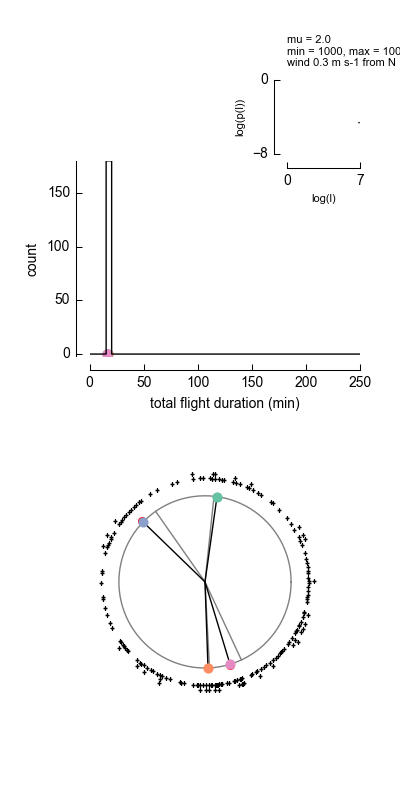 mu = 2.0
min = 1000, max = 100
wind 0.3 m s-1 from N
0
log(p(l))
−8
0
7
log(l)
150
100
50
0
count
0
50
100
150
200
250
total flight duration (min)